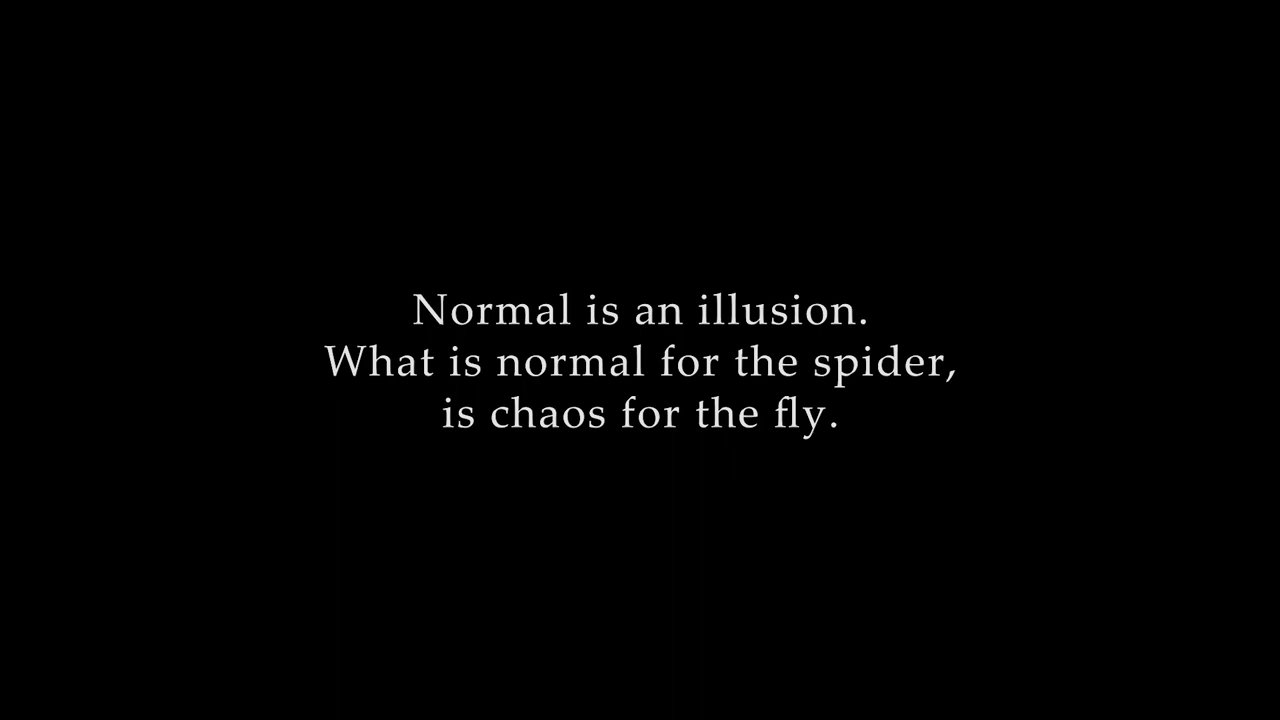 Normal is an illusion.
What is normal for the spider,
is chaos for the fly.